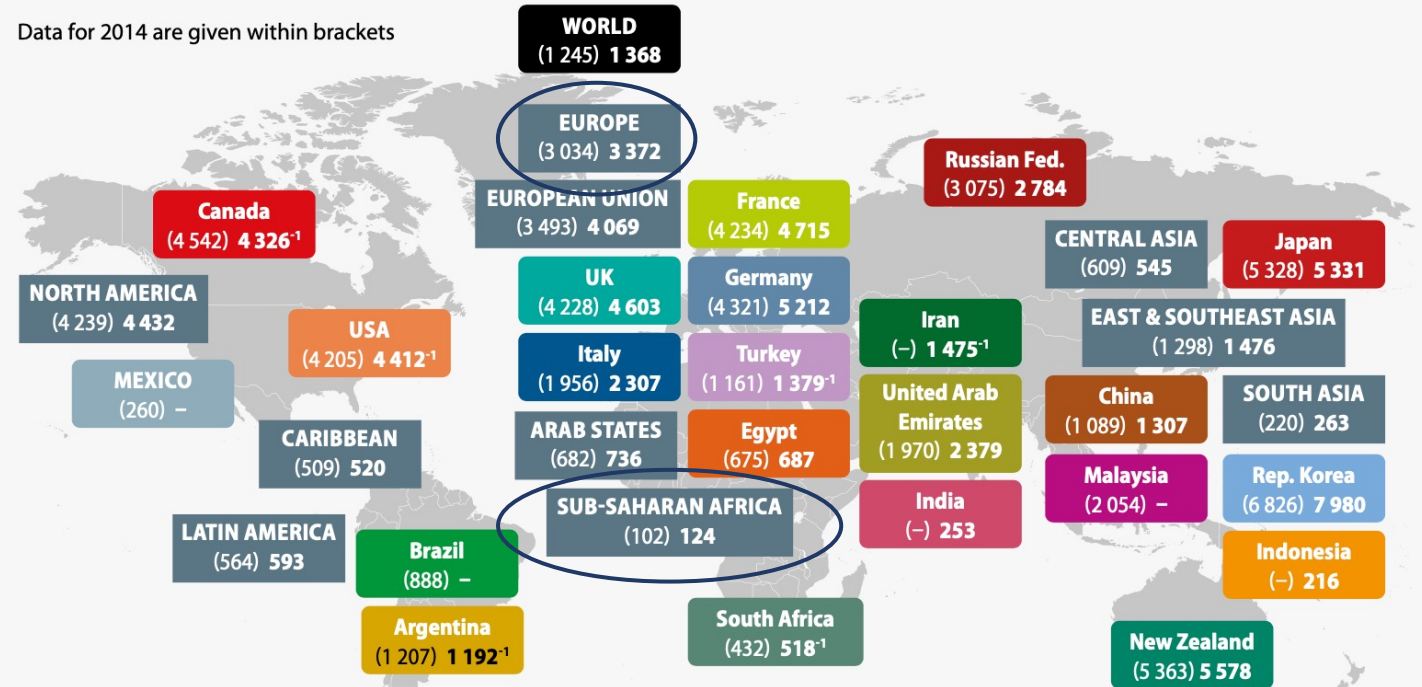 Data for 2014 are given within brackets
WORLD
(1 245) 1 368
EUROPE
(3 034) 3 372
Russian Fed.
(3 075) 2 784
EUROPEAN UNION
(3 493) 4 069
France
(4 234) 4 715
Canada
(4 542) 4 326-1
CENTRAL ASIA
(609) 545
Japan
(5 328) 5 331
NORTH AMERICA
(4 239) 4 432
UK
(4 228) 4 603
Germany
(4 321) 5 212
USA
(4 205) 4 412-1
Iran
(–) 1 475-1
EAST & SOUTHEAST ASIA
(1 298) 1 476
MEXICO
(260) –
Italy
(1 956) 2 307
Turkey
(1 161) 1 379-1
United Arab
Emirates
(1 970) 2 379
China
(1 089) 1 307
SOUTH ASIA
(220) 263
CARIBBEAN
(509) 520
ARAB STATES
(682) 736
Egypt
(675) 687
Malaysia
(2 054) –
Rep. Korea
(6 826) 7 980
SUB-SAHARAN AFRICA
(102) 124
India
(–) 253
LATIN AMERICA
(564) 593
Brazil
(888) –
Indonesia
(–) 216
Argentina
(1 207) 1 192-1
South Africa
(432) 518-1
New Zealand
(5 363) 5 578